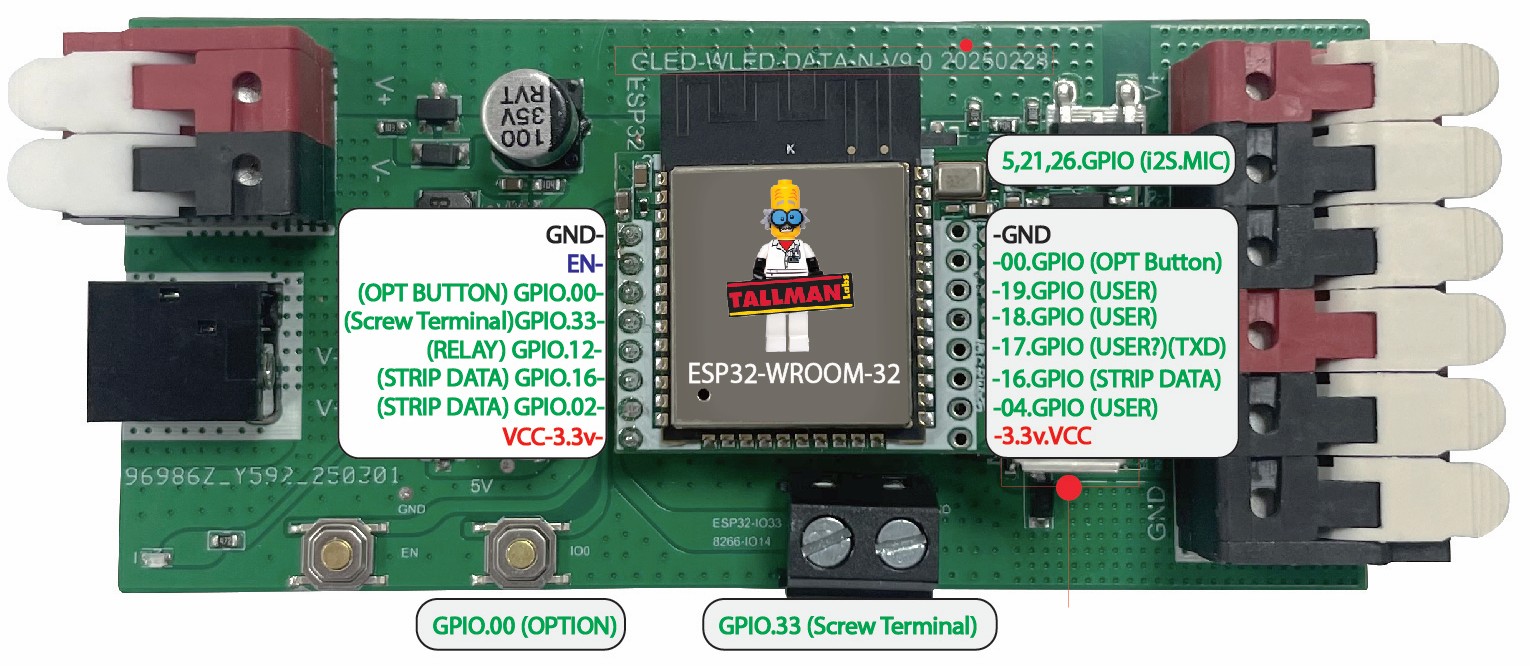 GLED-WLED-DATA-N-V9.0 20250228
V+
V-
100
35V
RVT
ESP32
K
V+
5,21,26.GPIO (i2S.MIC)
GND-
EN-
(OPT BUTTON) GPIO.00-
(Screw Terminal)GPIO.33-
(RELAY) GPIO.12-
(STRIP DATA) GPIO.16-
(STRIP DATA) GPIO.02-
VCC-3.3v-
TALLMAN Labs
ESP32-WROOM-32
-GND
-00.GPIO (OPT Button)
-19.GPIO (USER)
-18.GPIO (USER)
-17.GPIO (USER?)(TXD)
-16.GPIO (STRIP DATA)
-04.GPIO (USER)
-3.3v.VCC
V-
V-
96986Z_Y592_250301
5V
GND
EN
IO0
ESP32-IO33
8266-IO14
GND
GPIO.00 (OPTION)
GPIO.33 (Screw Terminal)